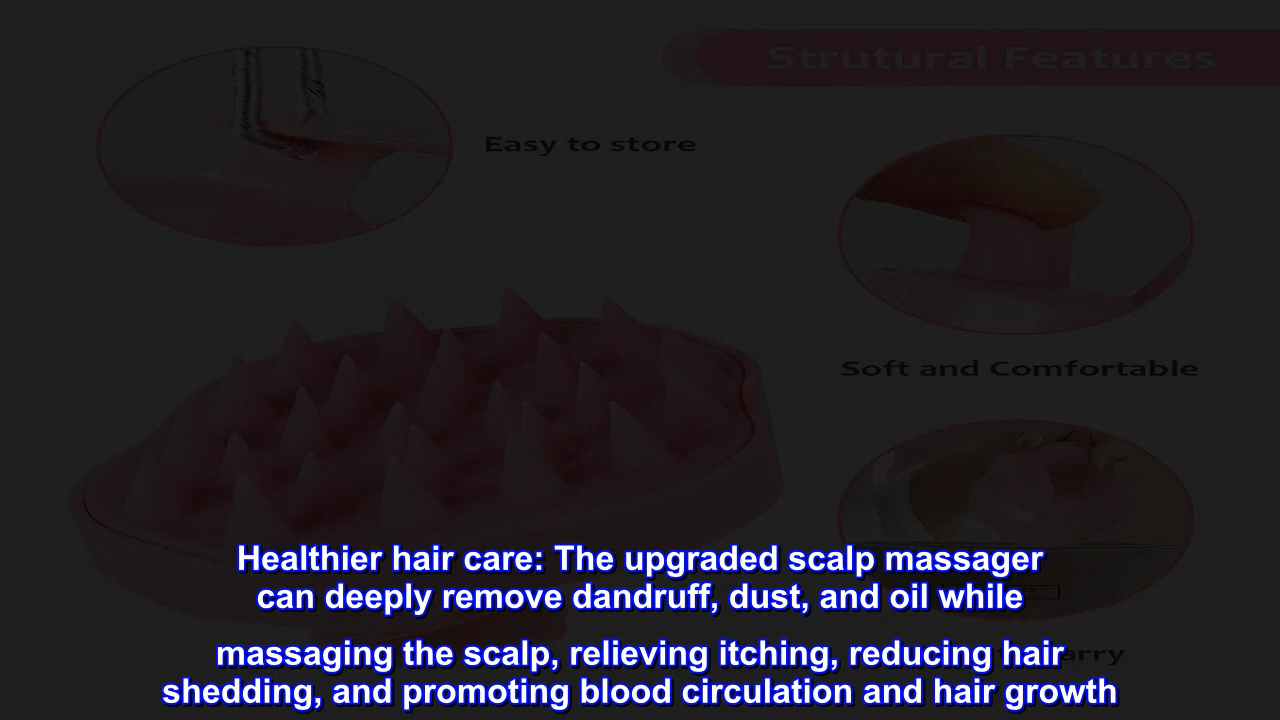 Strutural Features
Easy to store
Soft and Comfortable
Healthier hair care: The upgraded scalp massager
can deeply remove dandruff, dust, and oil while
massaging the scalp, relieving itching, reducing hair
shedding, and promoting blood circulation and hair growth